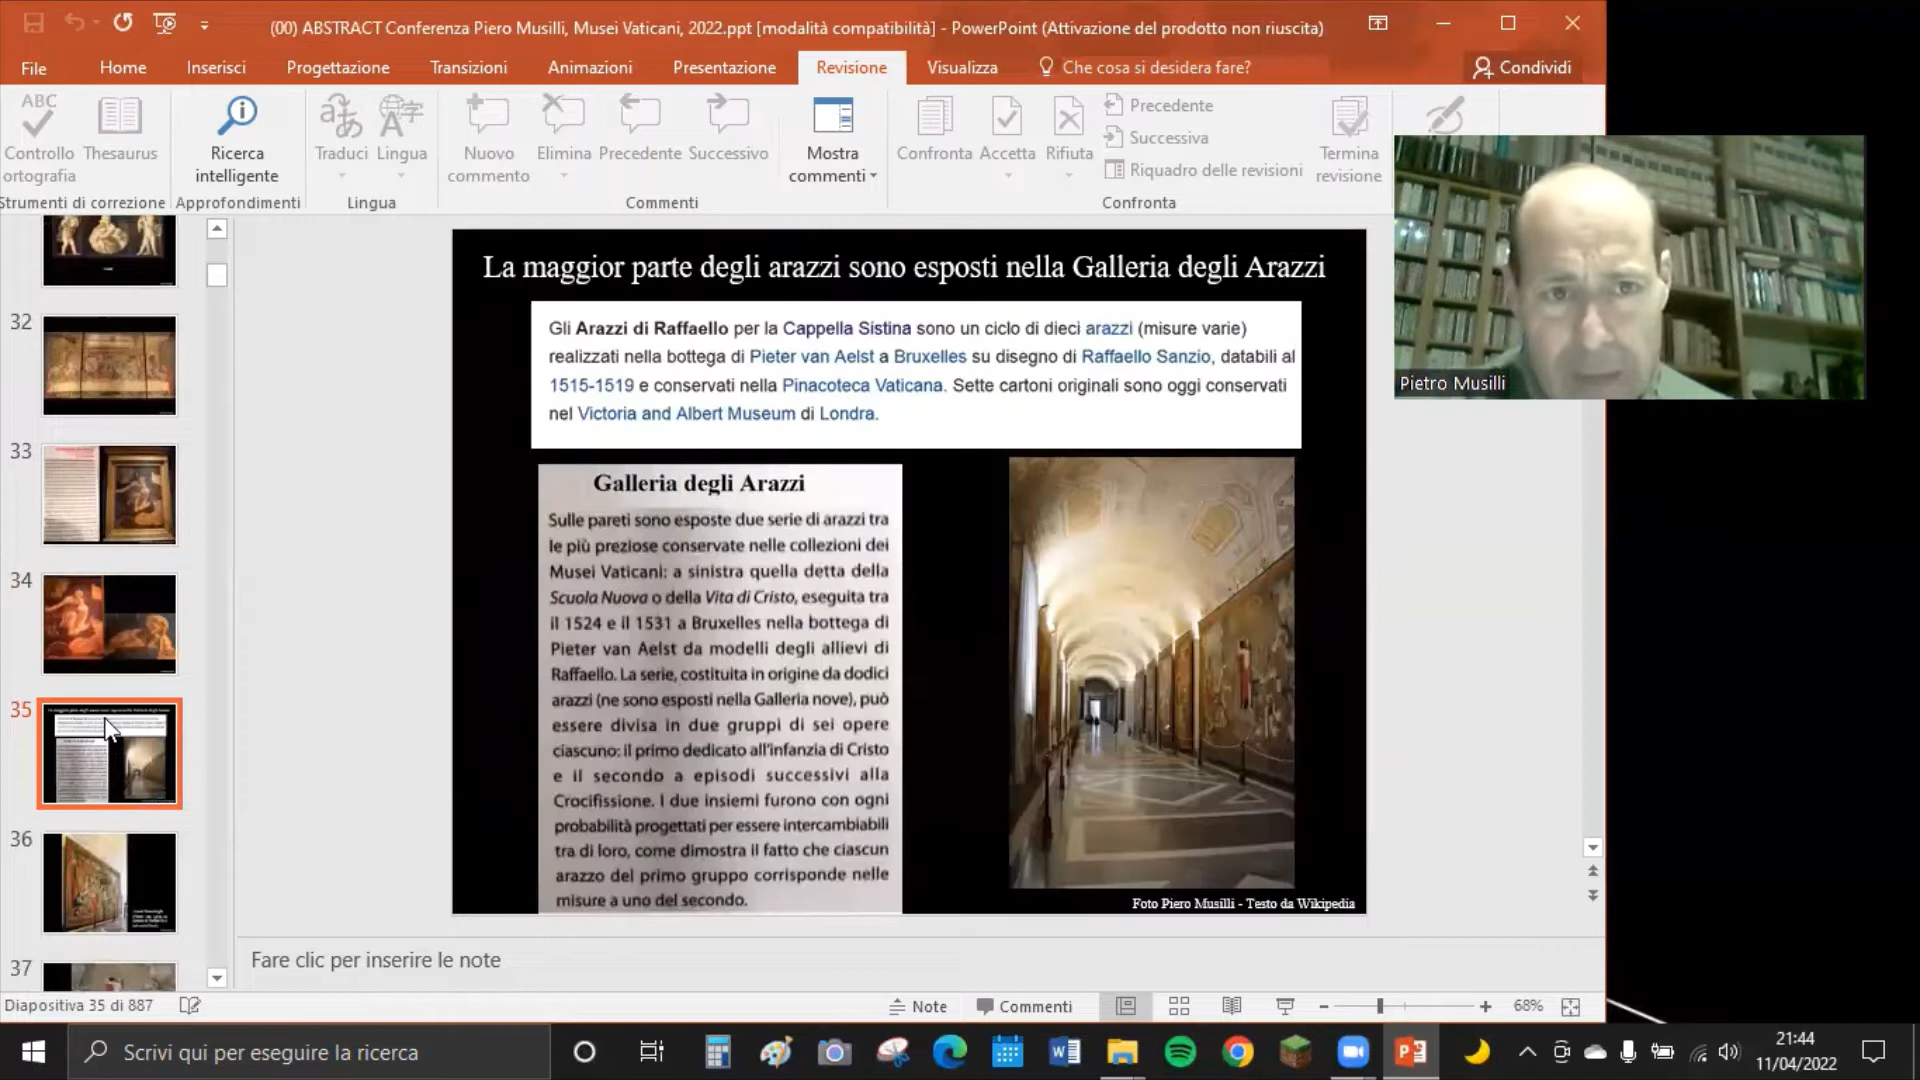 (00) ABSTRACT Conferenza Piero Musilli, Musei Vaticani, 2022.ppt [modalità compatibilità] - PowerPoint (Attivazione del prodotto non riuscita)
File Home Inserisci Progettazione Transizioni Animazioni Presentazione Revisione Visualizza Che cosa si desidera fare? Condividi
ABC
Controllo
ortografia
Thesaurus
Strumenti di correzione
Ricerca
intelligente
Approfondimenti
Traduci
Lingua
Lingua
Nuovo
commento
Elimina
Precedente
Successivo
Mostra
commenti
Commenti
Confronta
Accetta
Rifiuta
Precedente
Successiva
Riquadro delle revisioni
Termina
revisione
Confronta
Pietro Musilli
32
33
34
35
36
37
La maggior parte degli arazzi sono esposti nella Galleria degli Arazzi
Gli Arazzi di Raffaello per la Cappella Sistina sono un ciclo di dieci arazzi (misure varie)
realizzati nella bottega di Pieter van Aelst a Bruxelles su disegno di Raffaello Sanzio, databili al
1515-1519 e conservati nella Pinacoteca Vaticana. Sette cartoni originali sono oggi conservati
nel Victoria and Albert Museum di Londra.
Galleria degli Arazzi
Sulle pareti sono esposte due serie di arazzi tra
le più preziose conservate nelle collezioni dei
Musei Vaticani: a sinistra quella detta della
Scuola Nuova o della Vita di Cristo, eseguita tra
il 1524 e il 1531 a Bruxelles nella bottega di
Pieter van Aelst da modelli degli allievi di
Raffaello. La serie, costituita in origine da dodici
arazzi (ne sono esposti nella Galleria nove), può
essere divisa in due gruppi di sei opere
ciascuno: il primo dedicato all'infanzia di Cristo
e il secondo a episodi successivi alla
Crocifissione. I due insiemi furono con ogni
probabilità progettati per essere intercambiabili
tra di loro, come dimostra il fatto che ciascun
arazzo del primo gruppo corrisponde nelle
misure a uno del secondo.
Foto Piero Musilli - Testo da Wikipedia
Fare clic per inserire le note
Diapositiva 35 di 887
Note
Commenti
68%
Scrivi qui per eseguire la ricerca
21:44
11/04/2022